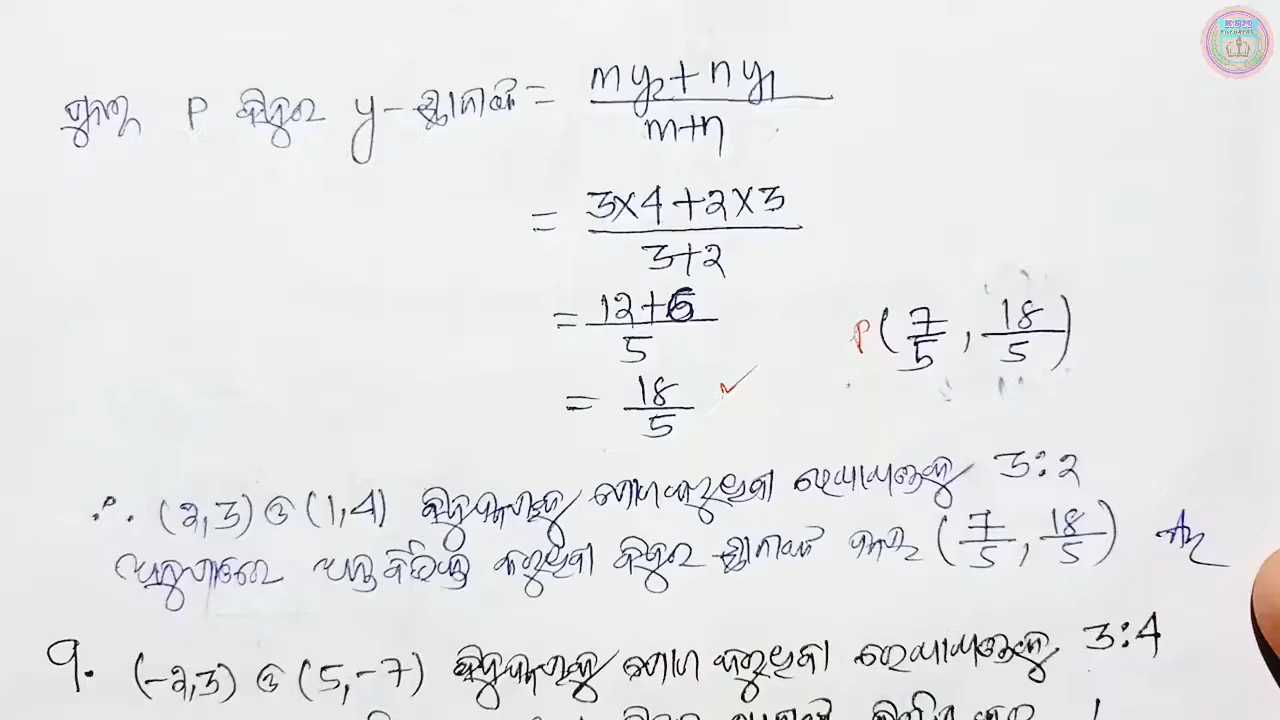 KSM
ପୁନଶ୍ଚ P ବିନ୍ଦୁର y-ସ୍ଥାନାଙ୍କ = my₂ + ny₁ / m+n
= 3×4 + 2×3 / 3+2
= 12+6 / 5
= 18/5 ✓
P(7/5, 18/5)
∴ (2,3) ଓ (1,4) ବିନ୍ଦୁଦ୍ୱୟକୁ ଯୋଗ କରୁଥିବା ରେଖାଖଣ୍ଡକୁ 3:2
ଅନୁପାତରେ ଅନ୍ତର୍ବିଭକ୍ତ କରୁଥିବା ବିନ୍ଦୁର ସ୍ଥାନାଙ୍କ (7/5, 18/5)
9. (-2,3) ଓ (5,-7) ବିନ୍ଦୁଦ୍ୱୟକୁ ଯୋଗ କରୁଥିବା ରେଖାଖଣ୍ଡକୁ 3:4